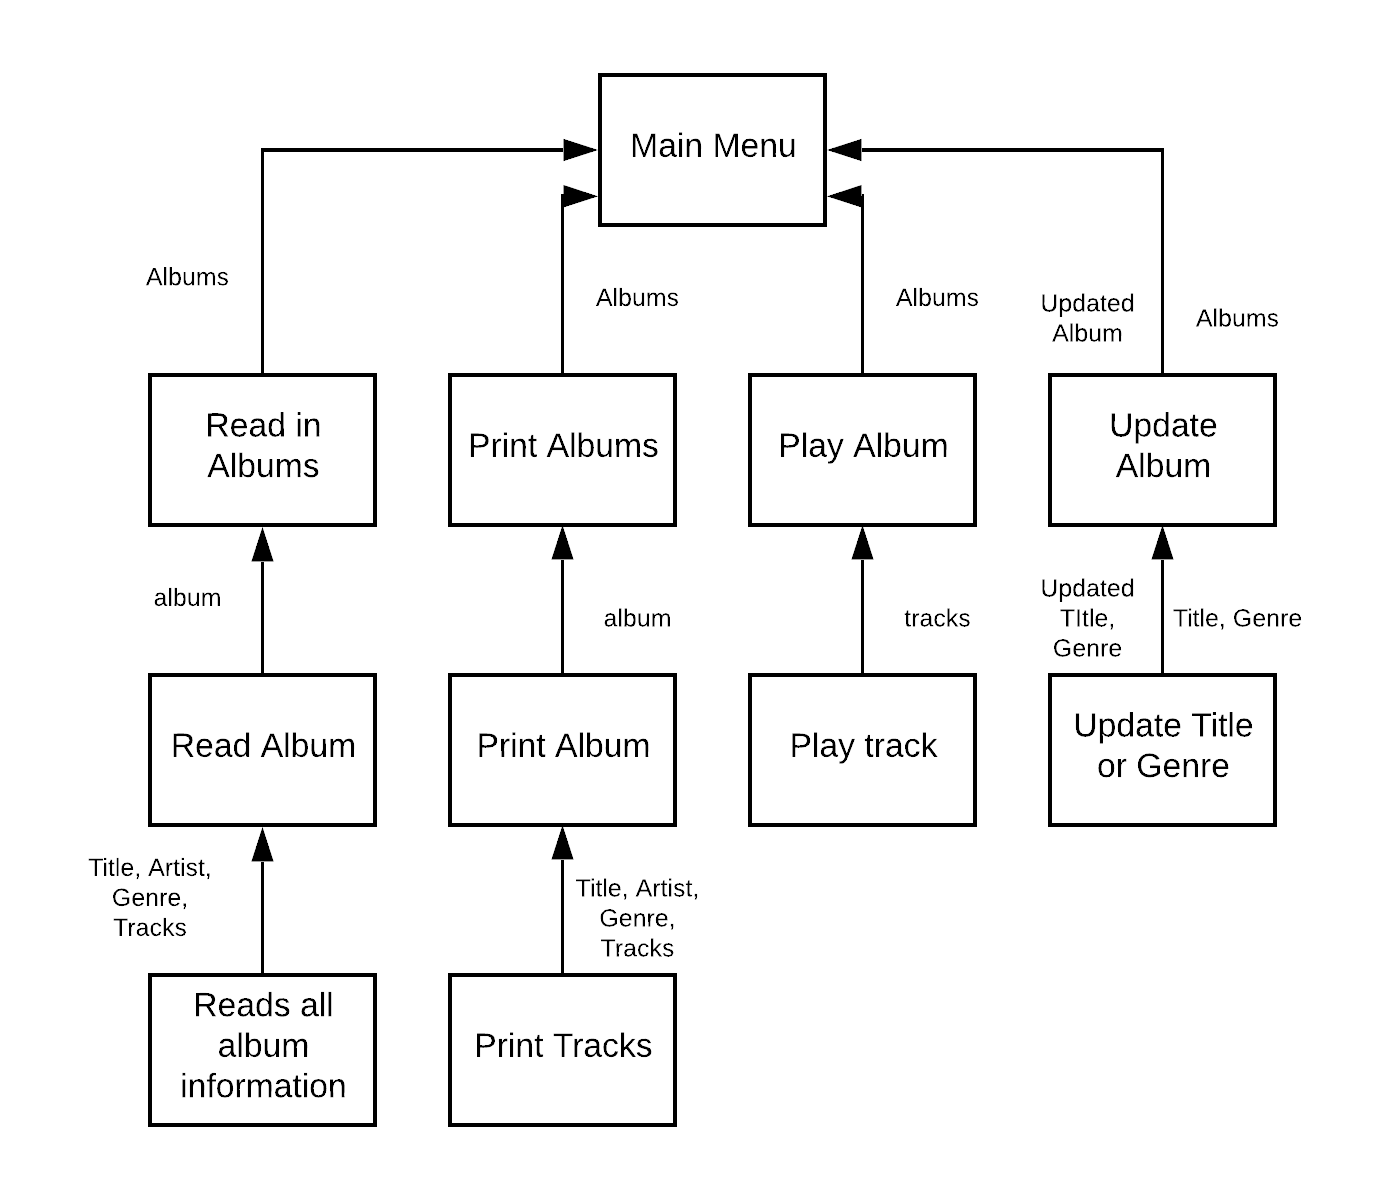 Main Menu
Albums
Albums
Albums
Updated
Album
Albums
Read in
Albums
Print Albums
Play Album
Update
Album
album
album
tracks
Updated
TItle,
Genre
Title, Genre
Read Album
Print Album
Play track
Update Title
or Genre
Title, Artist,
Genre,
Tracks
Title, Artist,
Genre,
Tracks
Reads all
album
information
Print Tracks